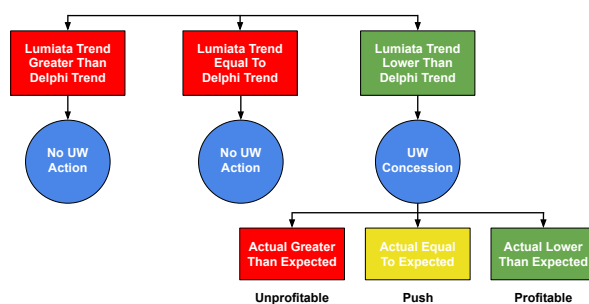 Lumiata Trend
Greater Than
Delphi Trend
Lumiata Trend
Equal To
Delphi Trend
Lumiata Trend
Lower Than
Delphi Trend
No UW
Action
No UW
Action
UW
Concession
Actual Greater
Than Expected
Actual Equal
To Expected
Actual Lower
Than Expected
Unprofitable
Push
Profitable